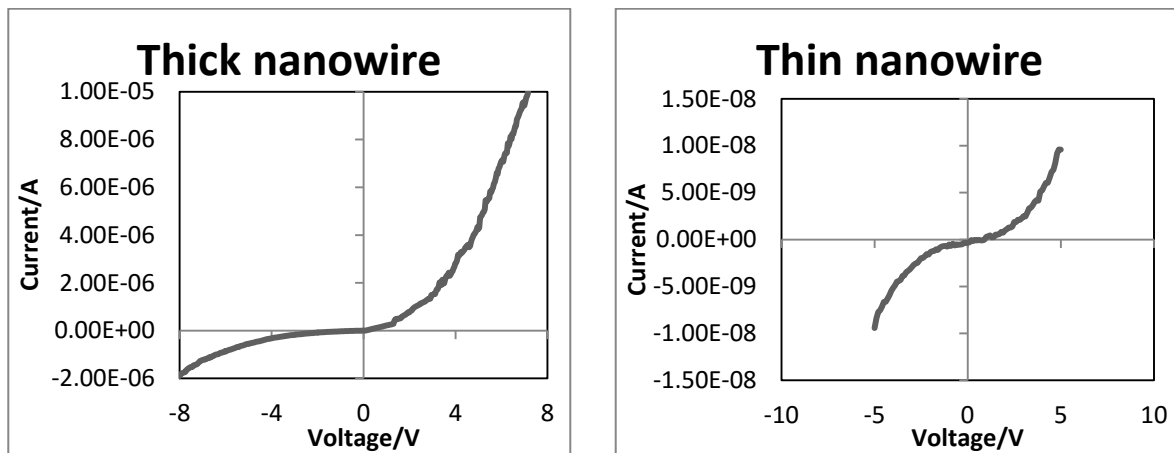 Thick nanowire
1.00E-05
8.00E-06
6.00E-06
4.00E-06
2.00E-06
0.00E+00
-2.00E-06
Current/A
-8 -4 0 4 8
Voltage/V
Thin nanowire
1.50E-08
1.00E-08
5.00E-09
0.00E+00
-5.00E-09
-1.00E-08
-1.50E-08
Current/A
-10 -5 0 5 10
Voltage/V